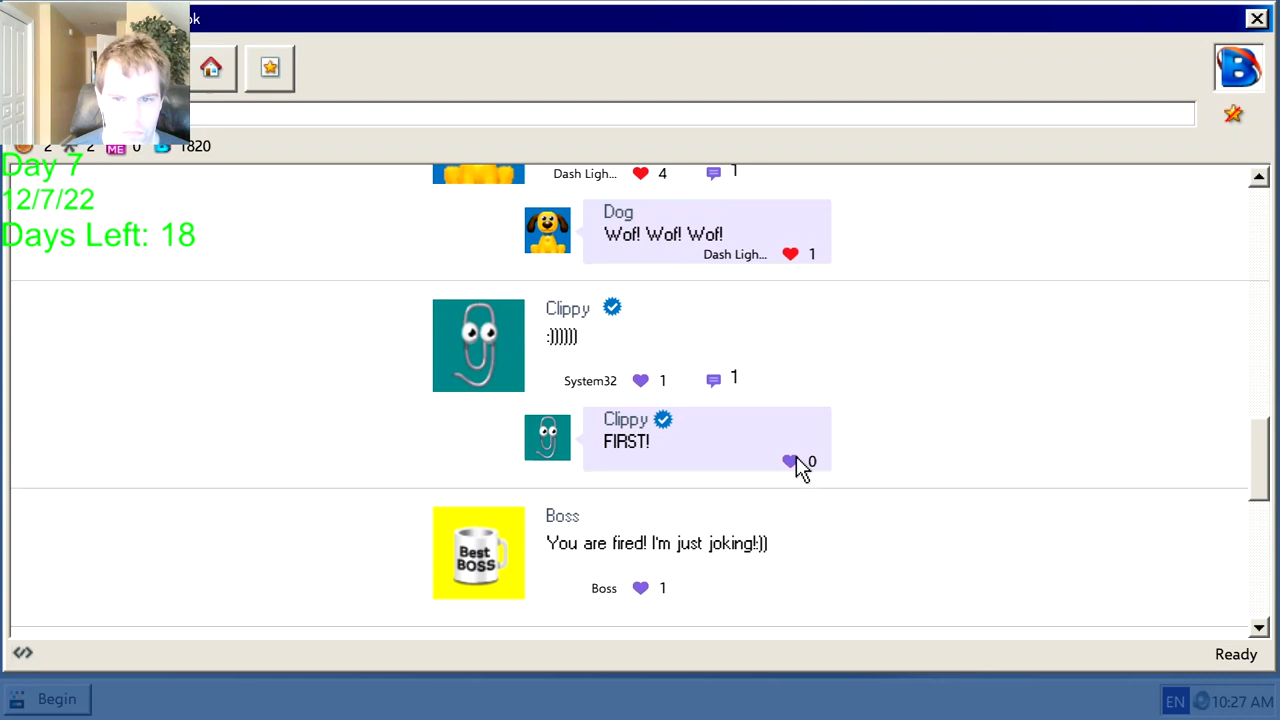 ok
2 2 ME 0 1820
Day 7
12/7/22
Days Left: 18
Dash Ligh... 4 1
Dog
Wof! Wof! Wof!
Dash Ligh... 1
Clippy
:))))))
System32 1 1
Clippy
FIRST!
0
Best BOSS
Boss
You are fired! I'm just joking!:))
Boss 1
Ready
Begin
EN 10:27 AM